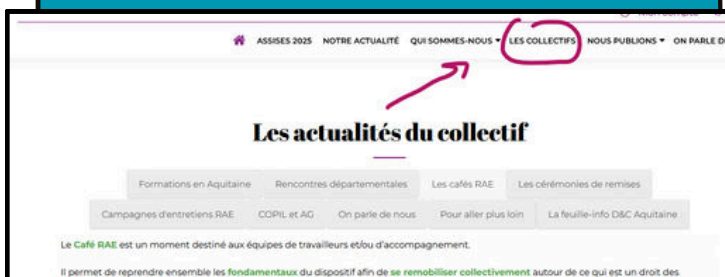 ASSISES 2025 NOTRE ACTUALITÉ QUI SOMMES-NOUS LES COLLECTIFS NOUS PUBLIONS ON PARLE D
Les actualités du collectif
Formations en Aquitaine Rencontres départementales Les cafés RAE Les cérémonies de remises
Campagnes d'entretiens RAE COPIL et AG On parle de nous Pour aller plus loin La feuille-info D&C Aquitaine
Le Café RAE est un moment destiné aux équipes de travailleurs et/ou d'accompagnement.
Il permet de reprendre ensemble les fondamentaux du dispositif afin de se remobiliser collectivement autour de ce qui est un droit des